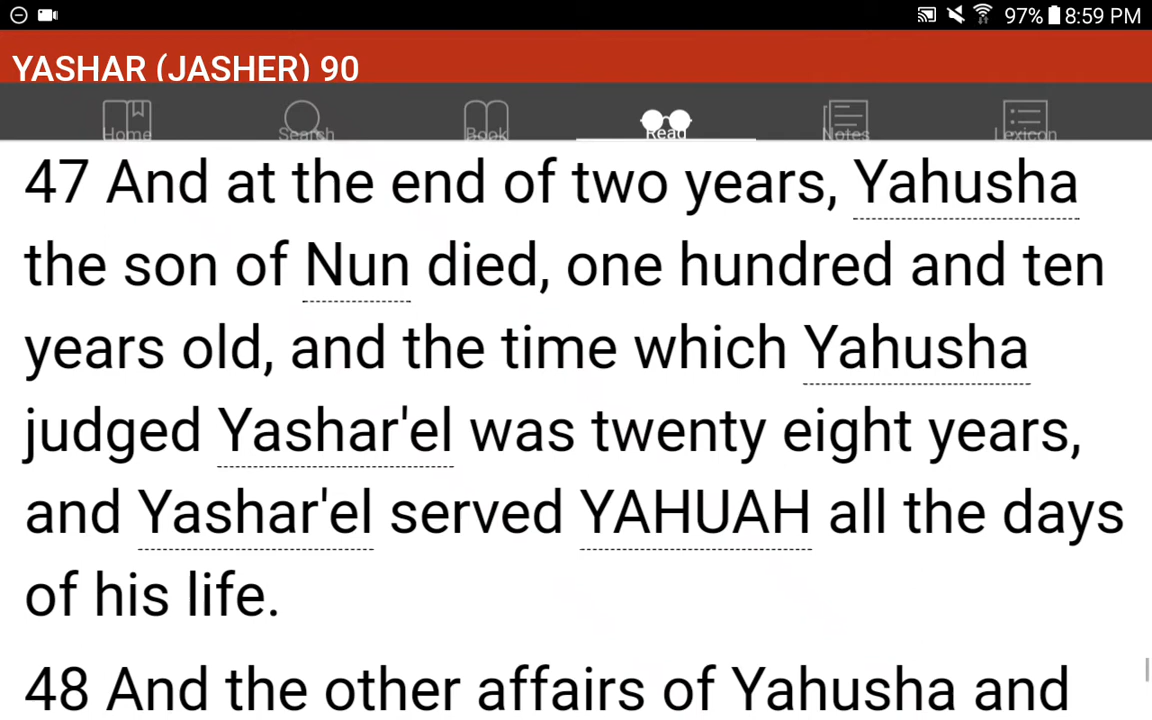 97% 8:59 PM
YASHAR (JASHER) 90
Home Search Book Read Notes Lexicon
47 And at the end of two years, Yahusha
the son of Nun died, one hundred and ten
years old, and the time which Yahusha
judged Yashar'el was twenty eight years,
and Yashar'el served YAHUAH all the days
of his life.
48 And the other affairs of Yahusha and